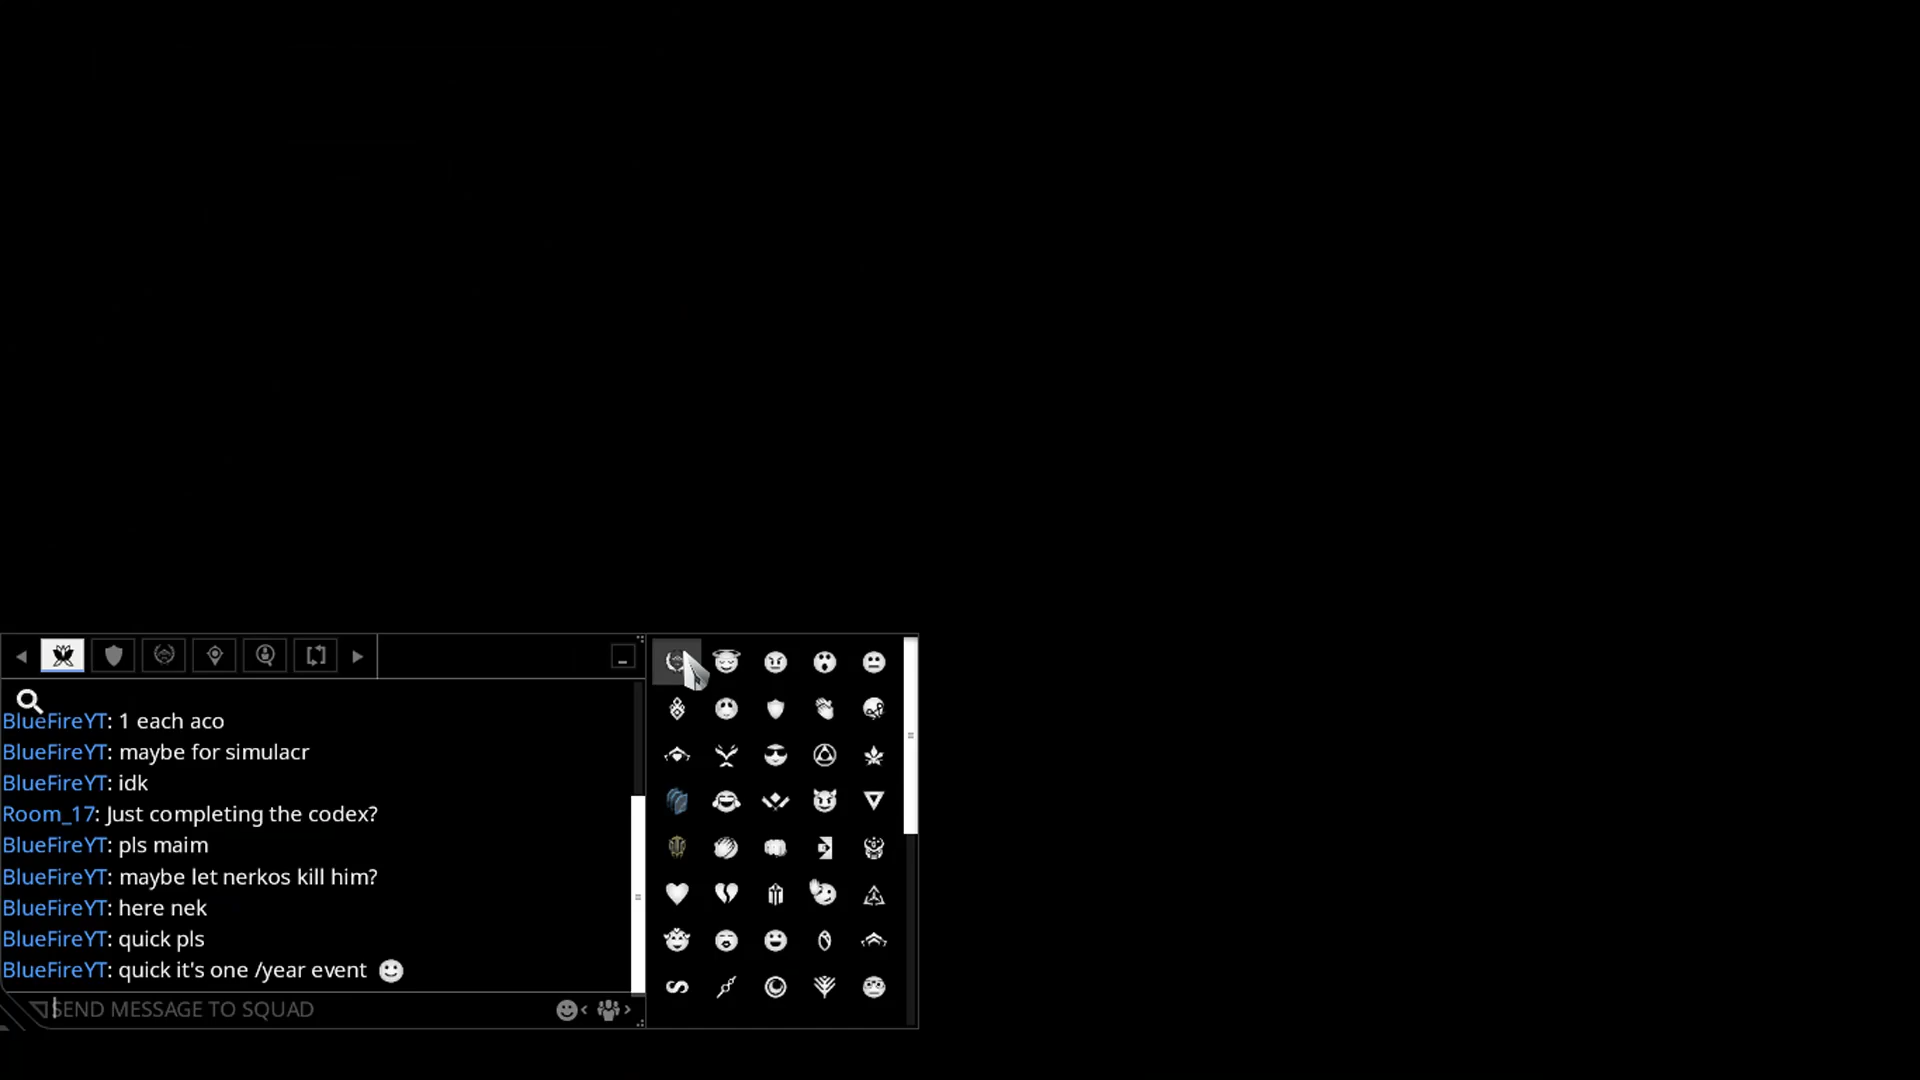 BlueFireYT: 1 each aco
BlueFireYT: maybe for simulacr
BlueFireYT: idk
Room_17: Just completing the codex?
BlueFireYT: pls maim
BlueFireYT: maybe let nerkos kill him?
BlueFireYT: here nek
BlueFireYT: quick pls
BlueFireYT: quick it's one /year event
SEND MESSAGE TO SQUAD